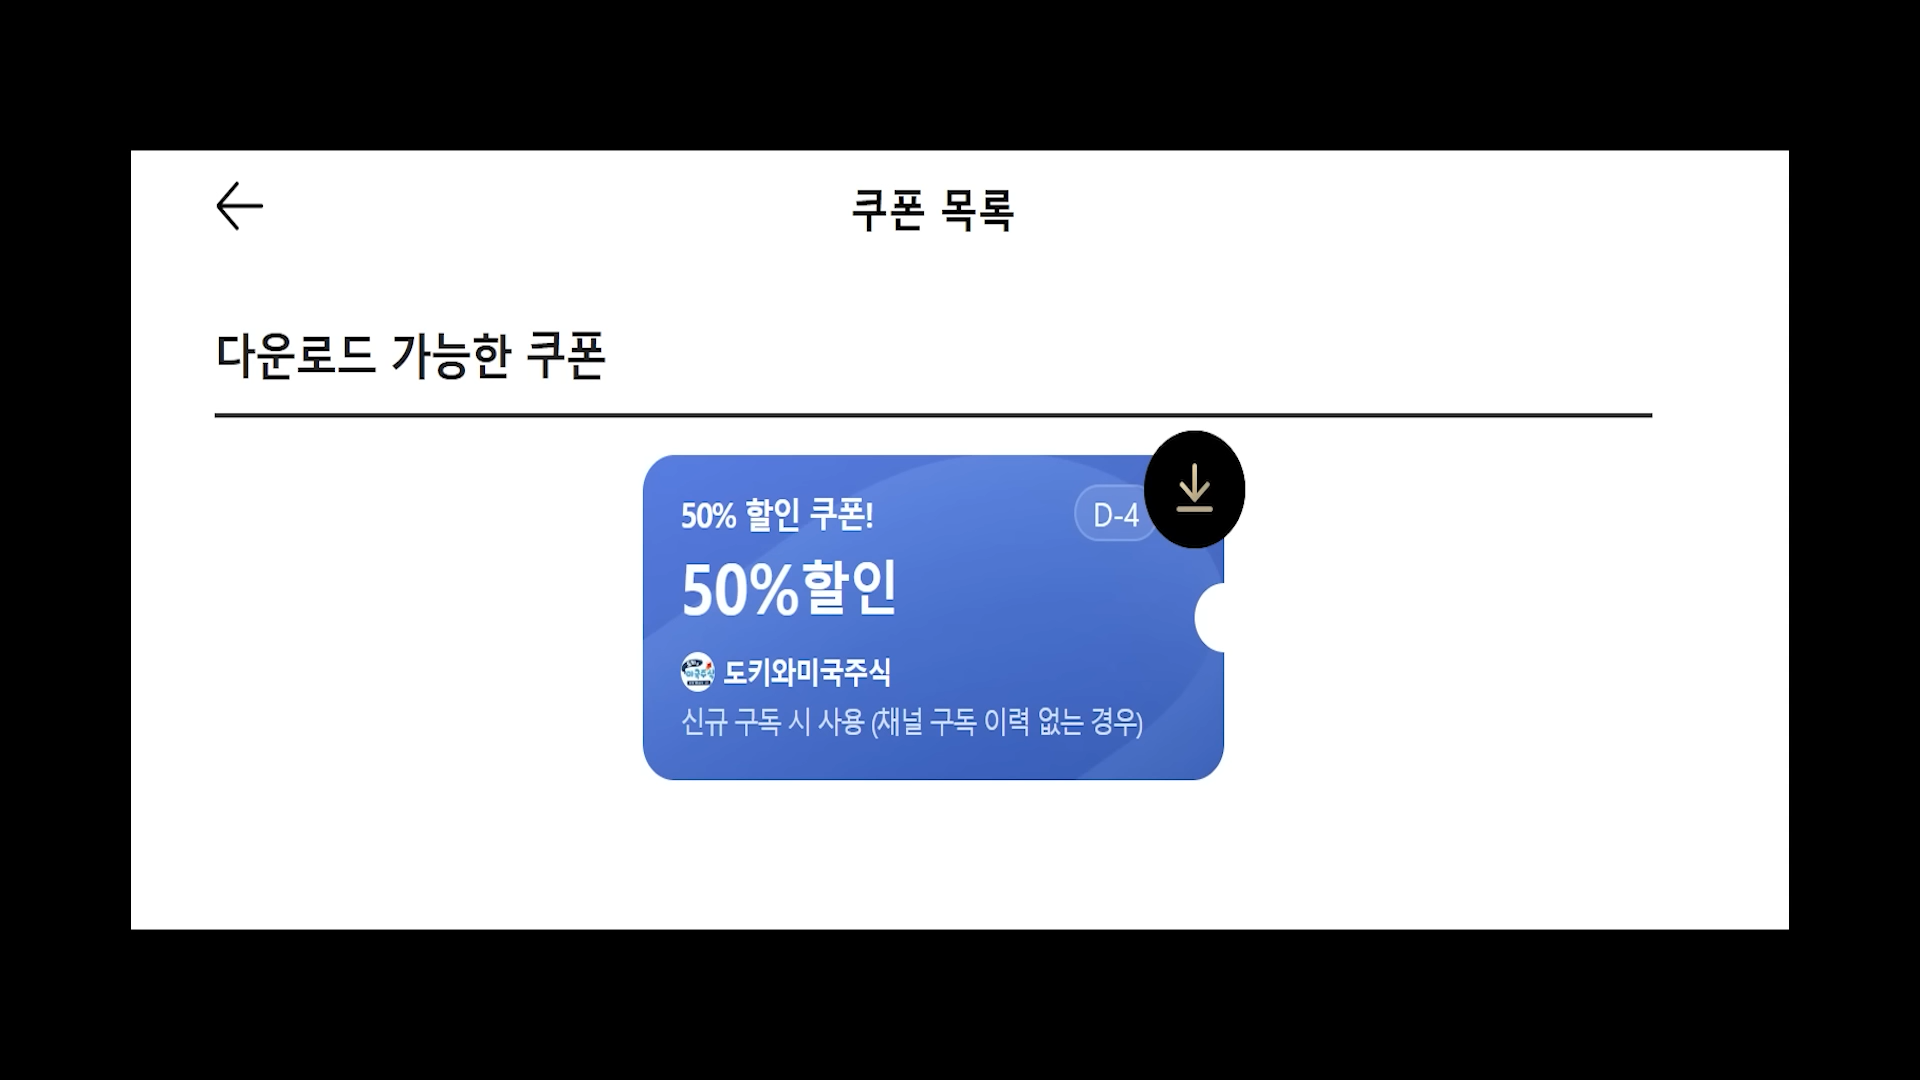 쿠폰 목록
다운로드 가능한 쿠폰
50% 할인 쿠폰!
D-4
50%할인
도키와미국주식
신규 구독 시 사용 (채널 구독 이력 없는 경우)